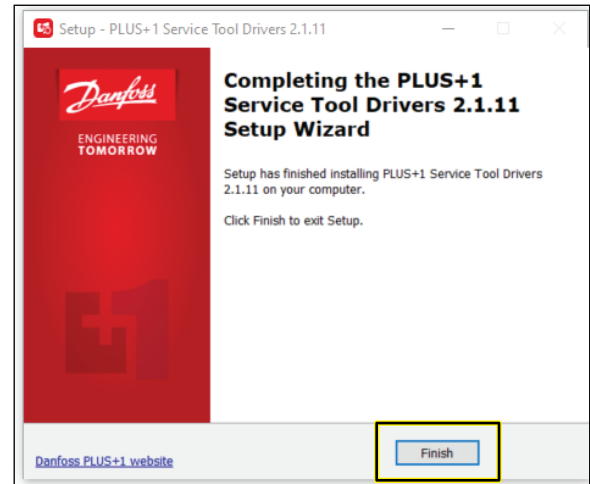 Setup - PLUS+1 Service Tool Drivers 2.1.11
Danfoss
ENGINEERING
TOMORROW
Completing the PLUS+1
Service Tool Drivers 2.1.11
Setup Wizard
Setup has finished installing PLUS+1 Service Tool Drivers
2.1.11 on your computer.
Click Finish to exit Setup.
+1
Danfoss PLUS+1 website
Finish